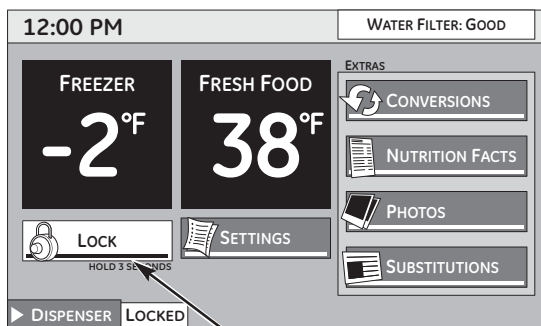 12:00 PM
WATER FILTER: GOOD
FREEZER
-2°F
FRESH FOOD
38°F
EXTRAS
CONVERSIONS
NUTRITION FACTS
PHOTOS
SUBSTITUTIONS
LOCK
HOLD 3 SECONDS
SETTINGS
DISPENSER LOCKED